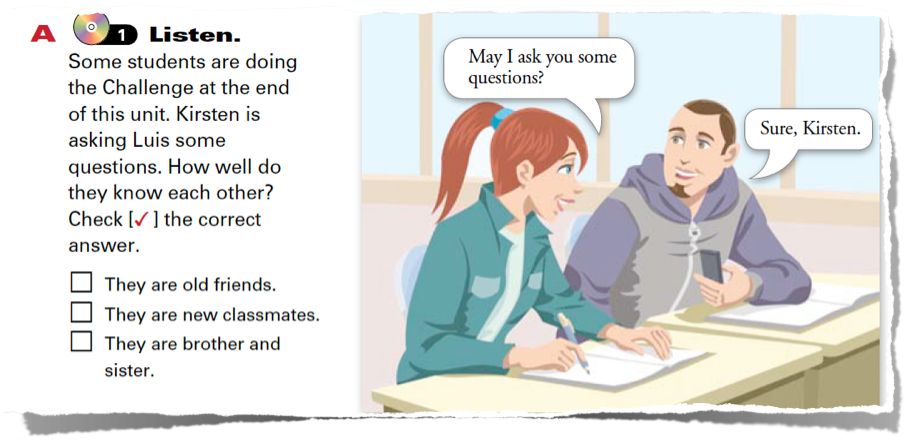 A 1 Listen.
Some students are doing
the Challenge at the end
of this unit. Kirsten is
asking Luis some
questions. How well do
they know each other?
Check [✓] the correct
answer.
☐ They are old friends.
☐ They are new classmates.
☐ They are brother and
sister.
May I ask you some
questions?
Sure, Kirsten.